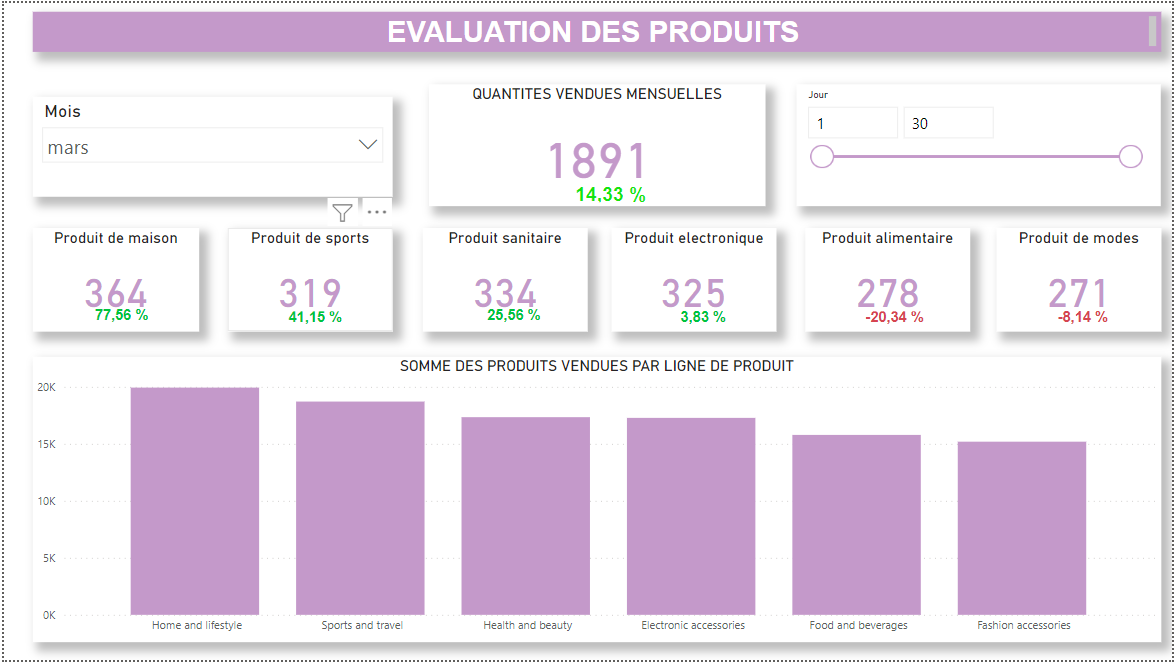 EVALUATION DES PRODUITS
Mois
mars
QUANTITES VENDUES MENSUELLES
1891
14,33 %
Jour
1
30
Produit de maison
364
77,56 %
Produit de sports
319
41,15 %
Produit sanitaire
334
25,56 %
Produit electronique
325
3,83 %
Produit alimentaire
278
-20,34 %
Produit de modes
271
-8,14 %
SOMME DES PRODUITS VENDUES PAR LIGNE DE PRODUIT
20K
15K
10K
5K
0K
Home and lifestyle
Sports and travel
Health and beauty
Electronic accessories
Food and beverages
Fashion accessories